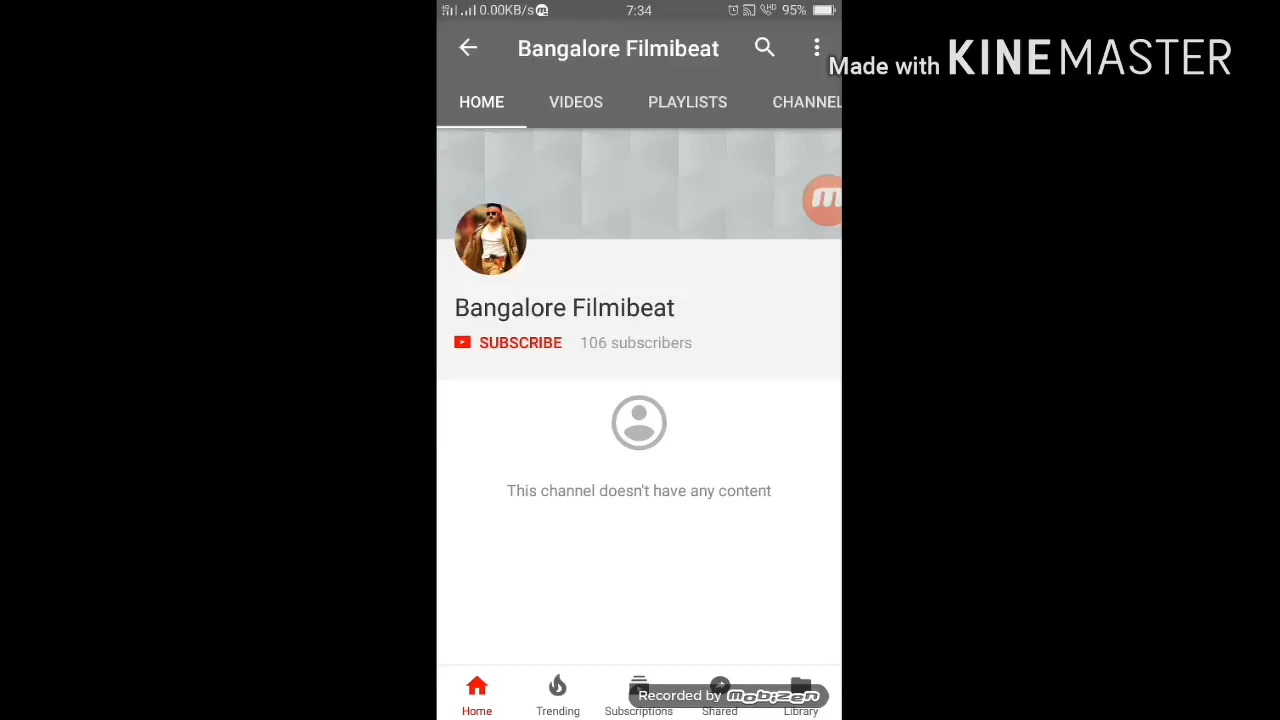 0.00KB/s 7:34 HD 95%
Bangalore Filmibeat
Made with KINEMASTER
HOME VIDEOS PLAYLISTS CHANNEL
Bangalore Filmibeat
SUBSCRIBE 106 subscribers
This channel doesn't have any content
Recorded by mobizen
Home Trending Subscriptions Shared Library